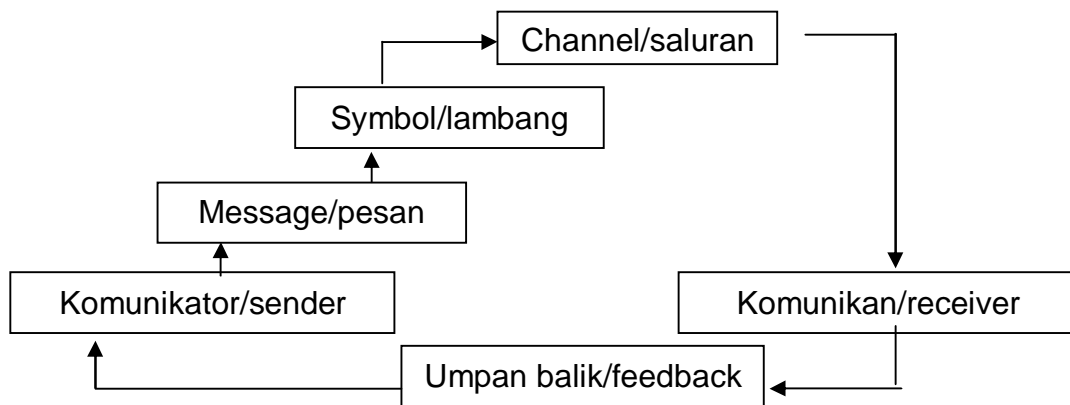 Channel/saluran
Symbol/lambang
Message/pesan
Komunikator/sender
Komunikan/receiver
Umpan balik/feedback